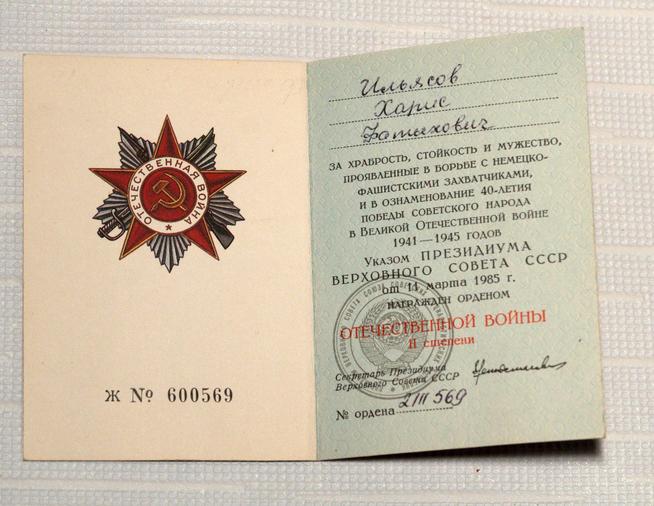 ОТЕЧЕСТВЕННАЯ ВОЙНА
Ж № 600569
Ильясов
Харис
Фатыхович
ЗА ХРАБРОСТЬ, СТОЙКОСТЬ И МУЖЕСТВО,
ПРОЯВЛЕННЫЕ В БОРЬБЕ С НЕМЕЦКО-
ФАШИСТСКИМИ ЗАХВАТЧИКАМИ,
И В ОЗНАМЕНОВАНИЕ 40-ЛЕТИЯ
ПОБЕДЫ СОВЕТСКОГО НАРОДА
В ВЕЛИКОЙ ОТЕЧЕСТВЕННОЙ ВОЙНЕ
1941—1945 ГОДОВ
УКАЗОМ ПРЕЗИДИУМА
ВЕРХОВНОГО СОВЕТА СССР
от 11 марта 1985 г.
НАГРАЖДЕН ОРДЕНОМ
ОТЕЧЕСТВЕННОЙ ВОЙНЫ
II степени
Секретарь Президиума
Верховного Совета СССР
№ ордена 2111569